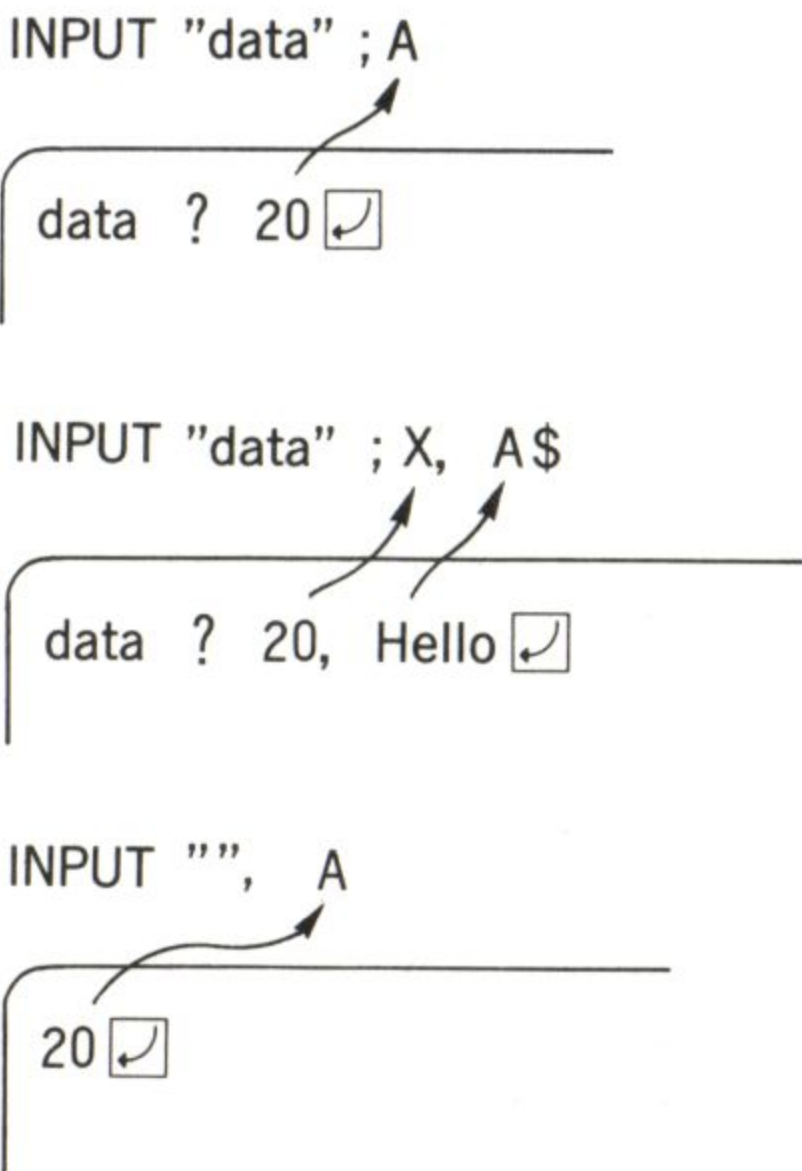 INPUT ”data” ; A
data ? 20
INPUT ”data” ; X, A$
data ? 20, Hello
INPUT ””, A
20